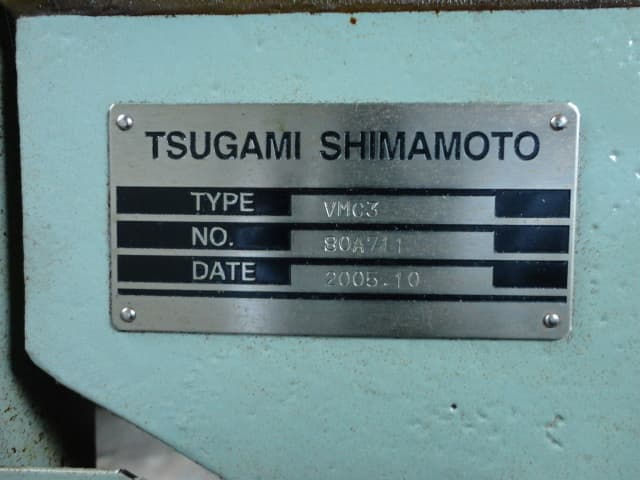 TSUGAMI SHIMAMOTO
TYPE VMC3
NO. 80A711
DATE 2005.10